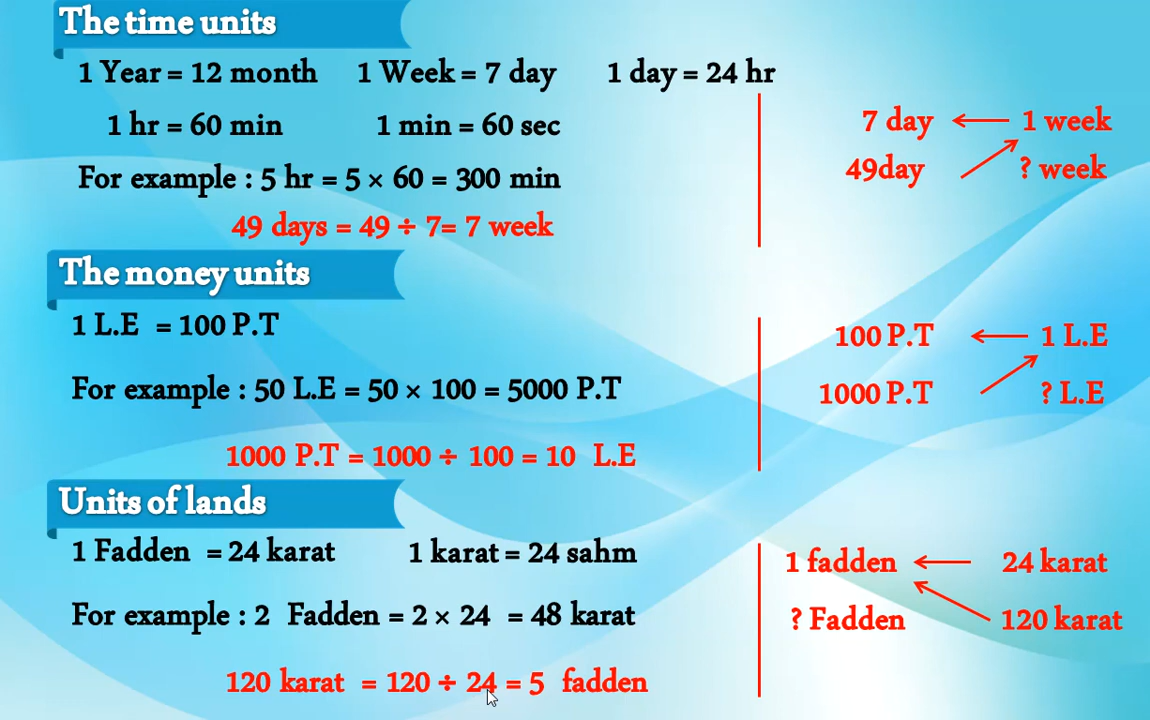 The time units
1 Year = 12 month 1 Week = 7 day 1 day = 24 hr
1 hr = 60 min 1 min = 60 sec
For example : 5 hr = 5 × 60 = 300 min
49 days = 49 ÷ 7= 7 week
7 day ← 1 week
49day ? week
The money units
1 L.E = 100 P.T
For example : 50 L.E = 50 × 100 = 5000 P.T
1000 P.T = 1000 ÷ 100 = 10 L.E
100 P.T ← 1 L.E
1000 P.T ? L.E
Units of lands
1 Fadden = 24 karat 1 karat = 24 sahm
For example : 2 Fadden = 2 × 24 = 48 karat
120 karat = 120 ÷ 24 = 5 fadden
1 fadden ← 24 karat
? Fadden 120 karat